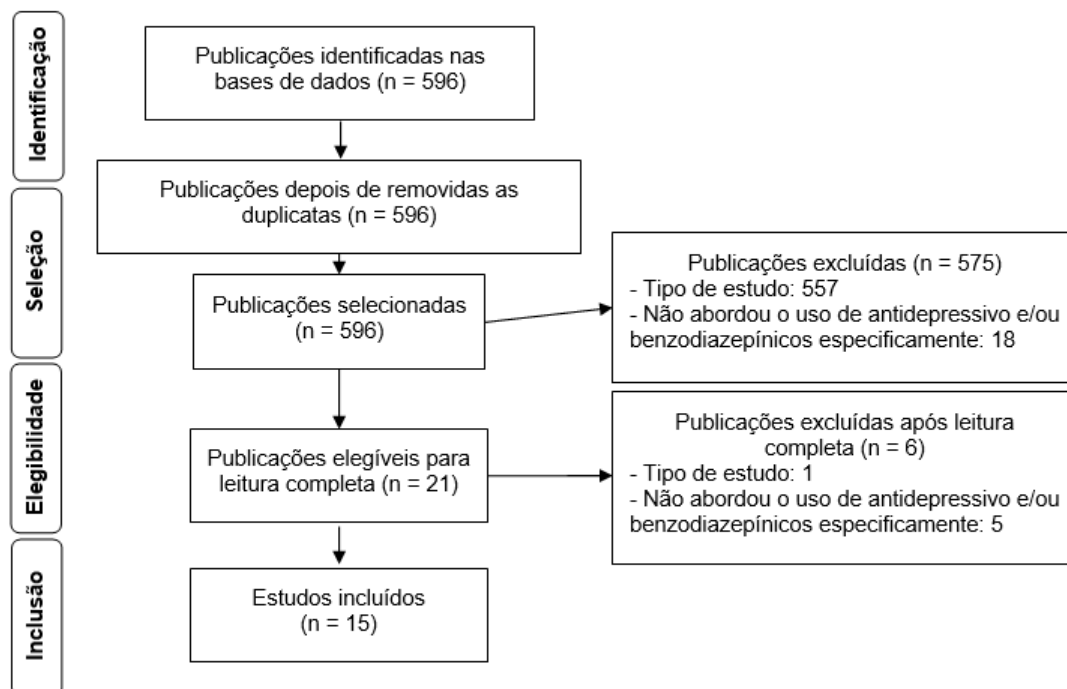 Identificação
Publicações identificadas nas
bases de dados (n = 596)
Seleção
Publicações depois de removidas as
duplicatas (n = 596)
Publicações selecionadas
(n = 596)
Publicações excluídas (n = 575)
- Tipo de estudo: 557
- Não abordou o uso de antidepressivo e/ou
benzodiazepínicos especificamente: 18
Elegibilidade
Publicações elegíveis para
leitura completa (n = 21)
Publicações excluídas após leitura
completa (n = 6)
- Tipo de estudo: 1
- Não abordou o uso de antidepressivo e/ou
benzodiazepínicos especificamente: 5
Inclusão
Estudos incluídos
(n = 15)